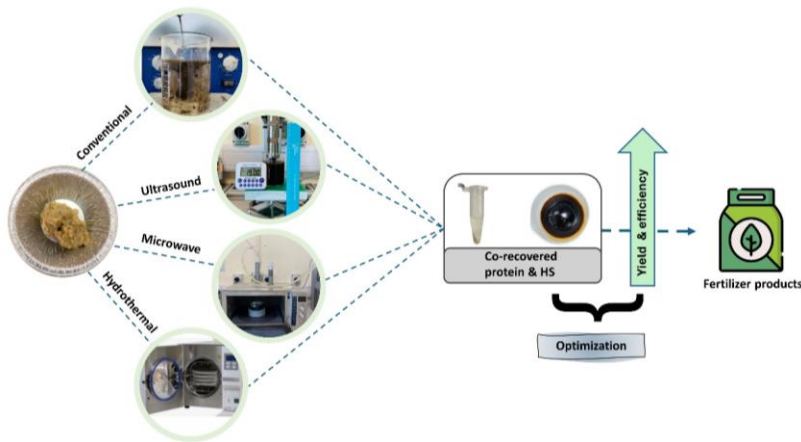 Conventional
Ultrasound
Microwave
Hydrothermal
Co-recovered
protein & HS
Yield & efficiency
Optimization
Fertilizer products